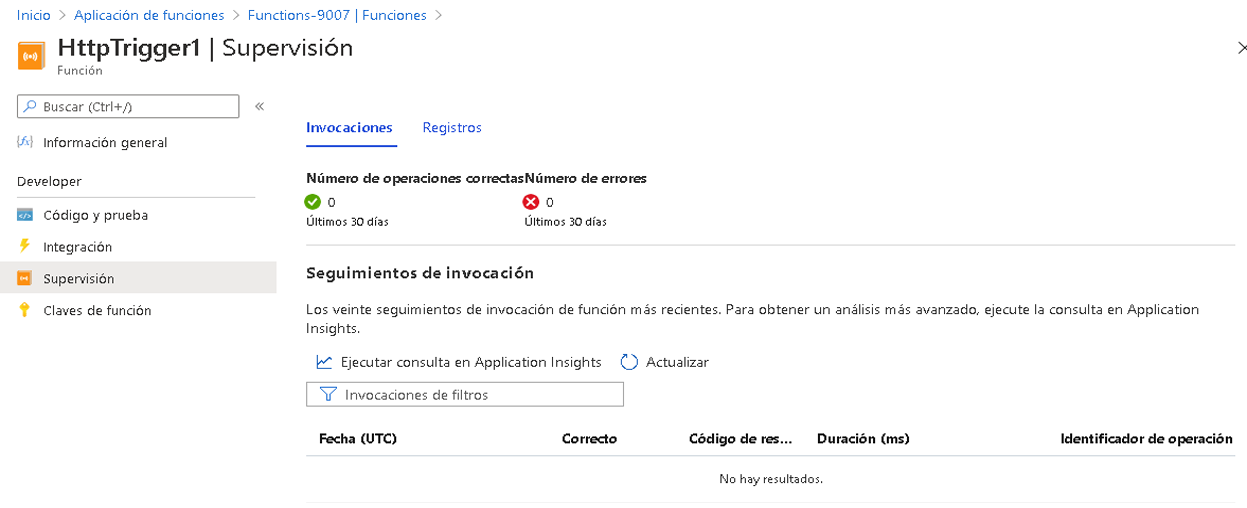 Inicio > Aplicación de funciones > Functions-9007 | Funciones >
HttpTrigger1 | Supervisión
Función
Buscar (Ctrl+/)
Información general
Developer
Código y prueba
Integración
Supervisión
Claves de función
Invocaciones Registros
Número de operaciones correctas Número de errores
0 0
Últimos 30 días Últimos 30 días
Seguimientos de invocación
Los veinte seguimientos de invocación de función más recientes. Para obtener un análisis más avanzado, ejecute la consulta en Application
Insights.
Ejecutar consulta en Application Insights Actualizar
Invocaciones de filtros
Fecha (UTC) Correcto Código de res... Duración (ms) Identificador de operación
No hay resultados.